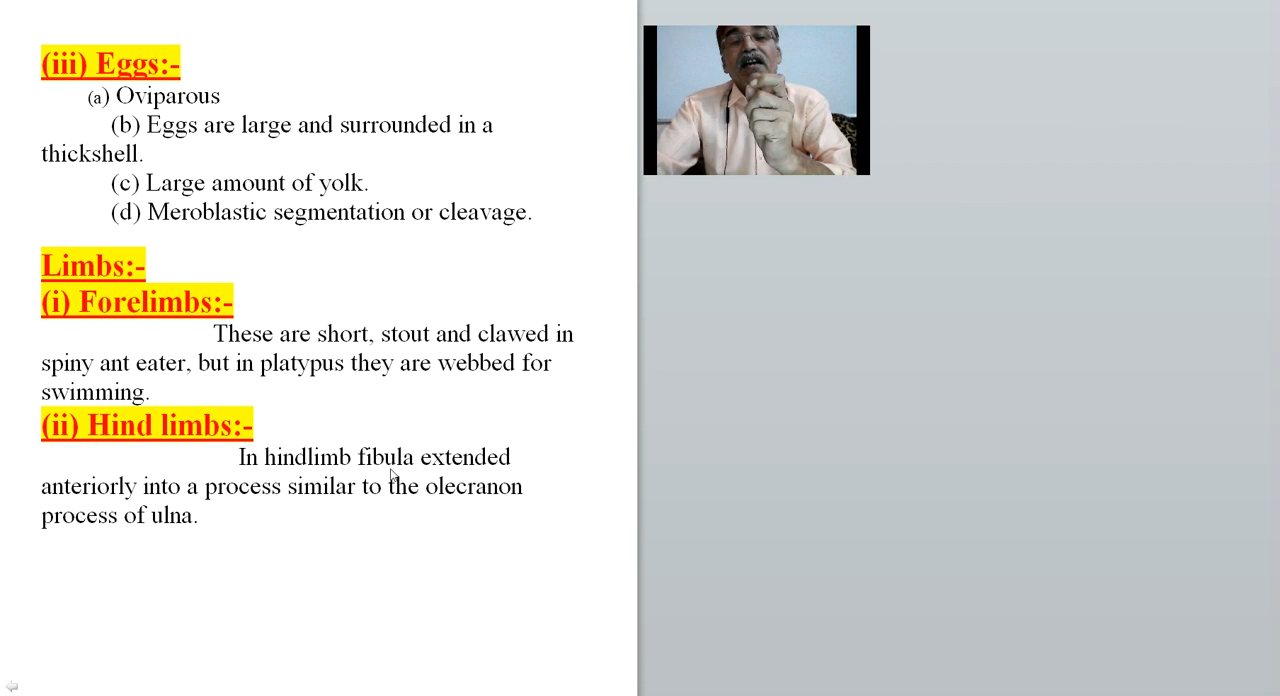 (iii) Eggs:-
(a) Oviparous
(b) Eggs are large and surrounded in a
thickshell.
(c) Large amount of yolk.
(d) Meroblastic segmentation or cleavage.
Limbs:-
(i) Forelimbs:-
These are short, stout and clawed in
spiny ant eater, but in platypus they are webbed for
swimming.
(ii) Hind limbs:-
In hindlimb fibula extended
anteriorly into a process similar to the olecranon
process of ulna.